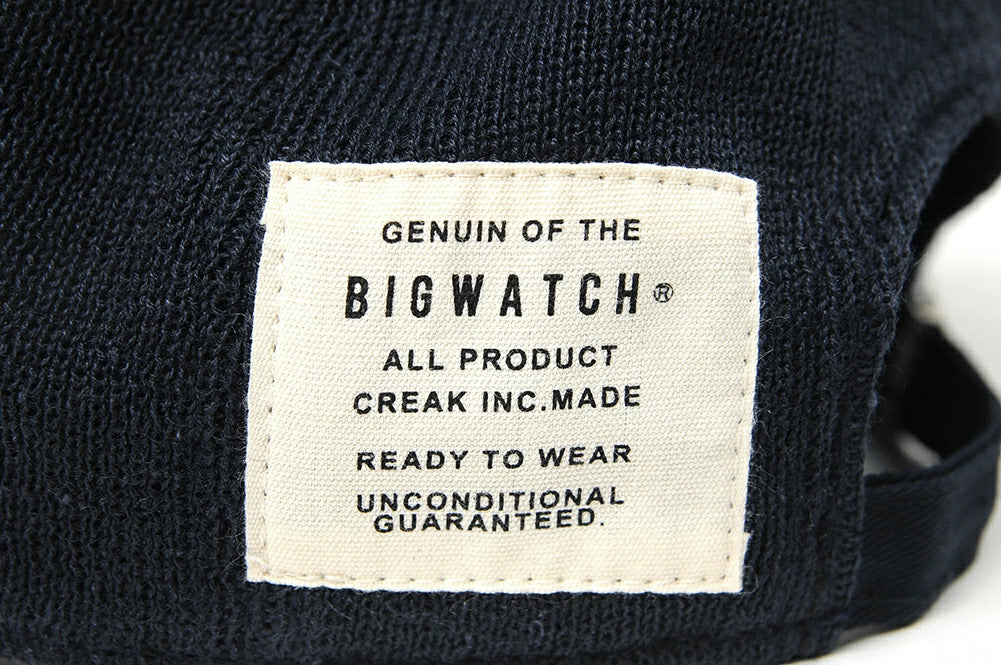 GENUIN OF THE
BIGWATCH®
ALL PRODUCT
CREAK INC.MADE
READY TO WEAR
UNCONDITIONAL
GUARANTEED.